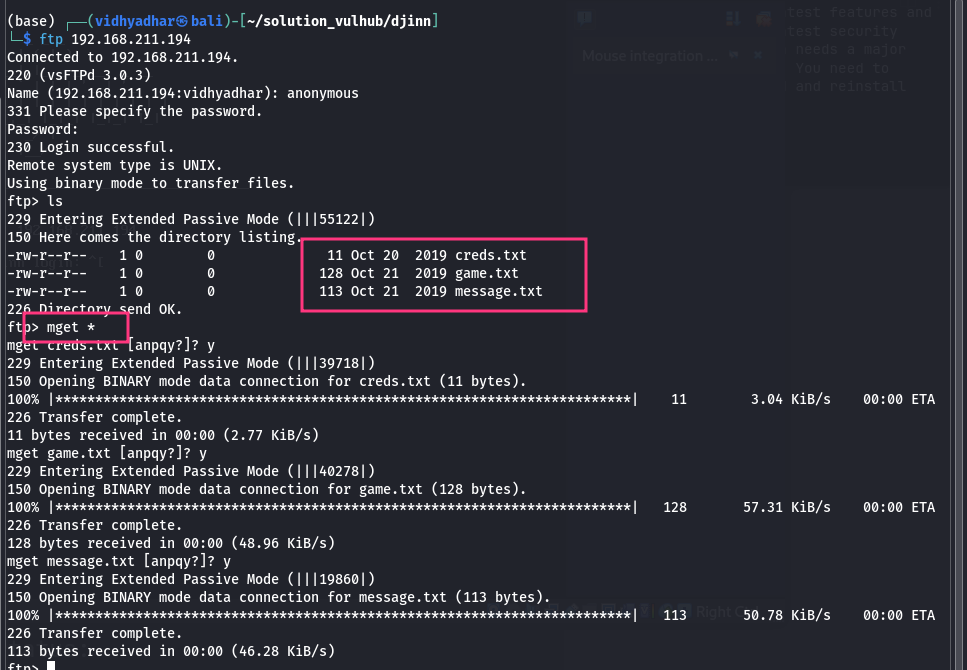 (base) ┌──(vidhyadhar㉿bali)-[~/solution_vulhub/djinn]
└─$ ftp 192.168.211.194
Connected to 192.168.211.194.
220 (vsFTPd 3.0.3)
Name (192.168.211.194:vidhyadhar): anonymous
331 Please specify the password.
Password:
230 Login successful.
Remote system type is UNIX.
Using binary mode to transfer files.
ftp> ls
229 Entering Extended Passive Mode (|||55122|)
150 Here comes the directory listing.
-rw-r--r--    1 0        0              11 Oct 20  2019 creds.txt
-rw-r--r--    1 0        0             128 Oct 21  2019 game.txt
-rw-r--r--    1 0        0             113 Oct 21  2019 message.txt
226 Directory send OK.
ftp> mget *
mget creds.txt [anpqy?]? y
229 Entering Extended Passive Mode (|||39718|)
150 Opening BINARY mode data connection for creds.txt (11 bytes).
100% |************************************************************************|    11        3.04 KiB/s    00:00 ETA
226 Transfer complete.
11 bytes received in 00:00 (2.77 KiB/s)
mget game.txt [anpqy?]? y
229 Entering Extended Passive Mode (|||40278|)
150 Opening BINARY mode data connection for game.txt (128 bytes).
100% |************************************************************************|   128       57.31 KiB/s    00:00 ETA
226 Transfer complete.
128 bytes received in 00:00 (48.96 KiB/s)
mget message.txt [anpqy?]? y
229 Entering Extended Passive Mode (|||19860|)
150 Opening BINARY mode data connection for message.txt (113 bytes).
100% |************************************************************************|   113       50.78 KiB/s    00:00 ETA
226 Transfer complete.
113 bytes received in 00:00 (46.28 KiB/s)
ftp>
test features and
test security
Mouse integration ...
needs a major
You need to
and reinstall
Right